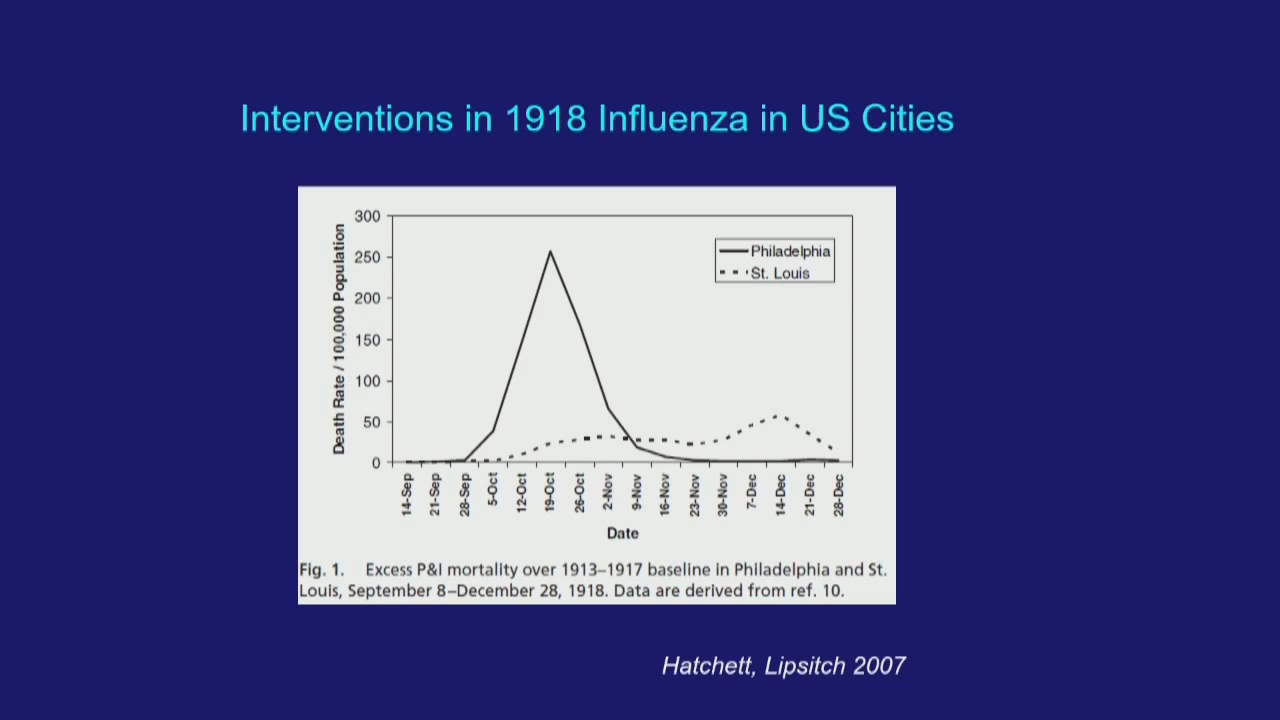 Interventions in 1918 Influenza in US Cities
Death Rate / 100,000 Population
300
250
200
150
100
50
0
Philadelphia
St. Louis
14-Sep
21-Sep
28-Sep
5-Oct
12-Oct
19-Oct
26-Oct
2-Nov
9-Nov
16-Nov
23-Nov
30-Nov
7-Dec
14-Dec
21-Dec
28-Dec
Date
Fig. 1. Excess P&I mortality over 1913–1917 baseline in Philadelphia and St.
Louis, September 8–December 28, 1918. Data are derived from ref. 10.
Hatchett, Lipsitch 2007